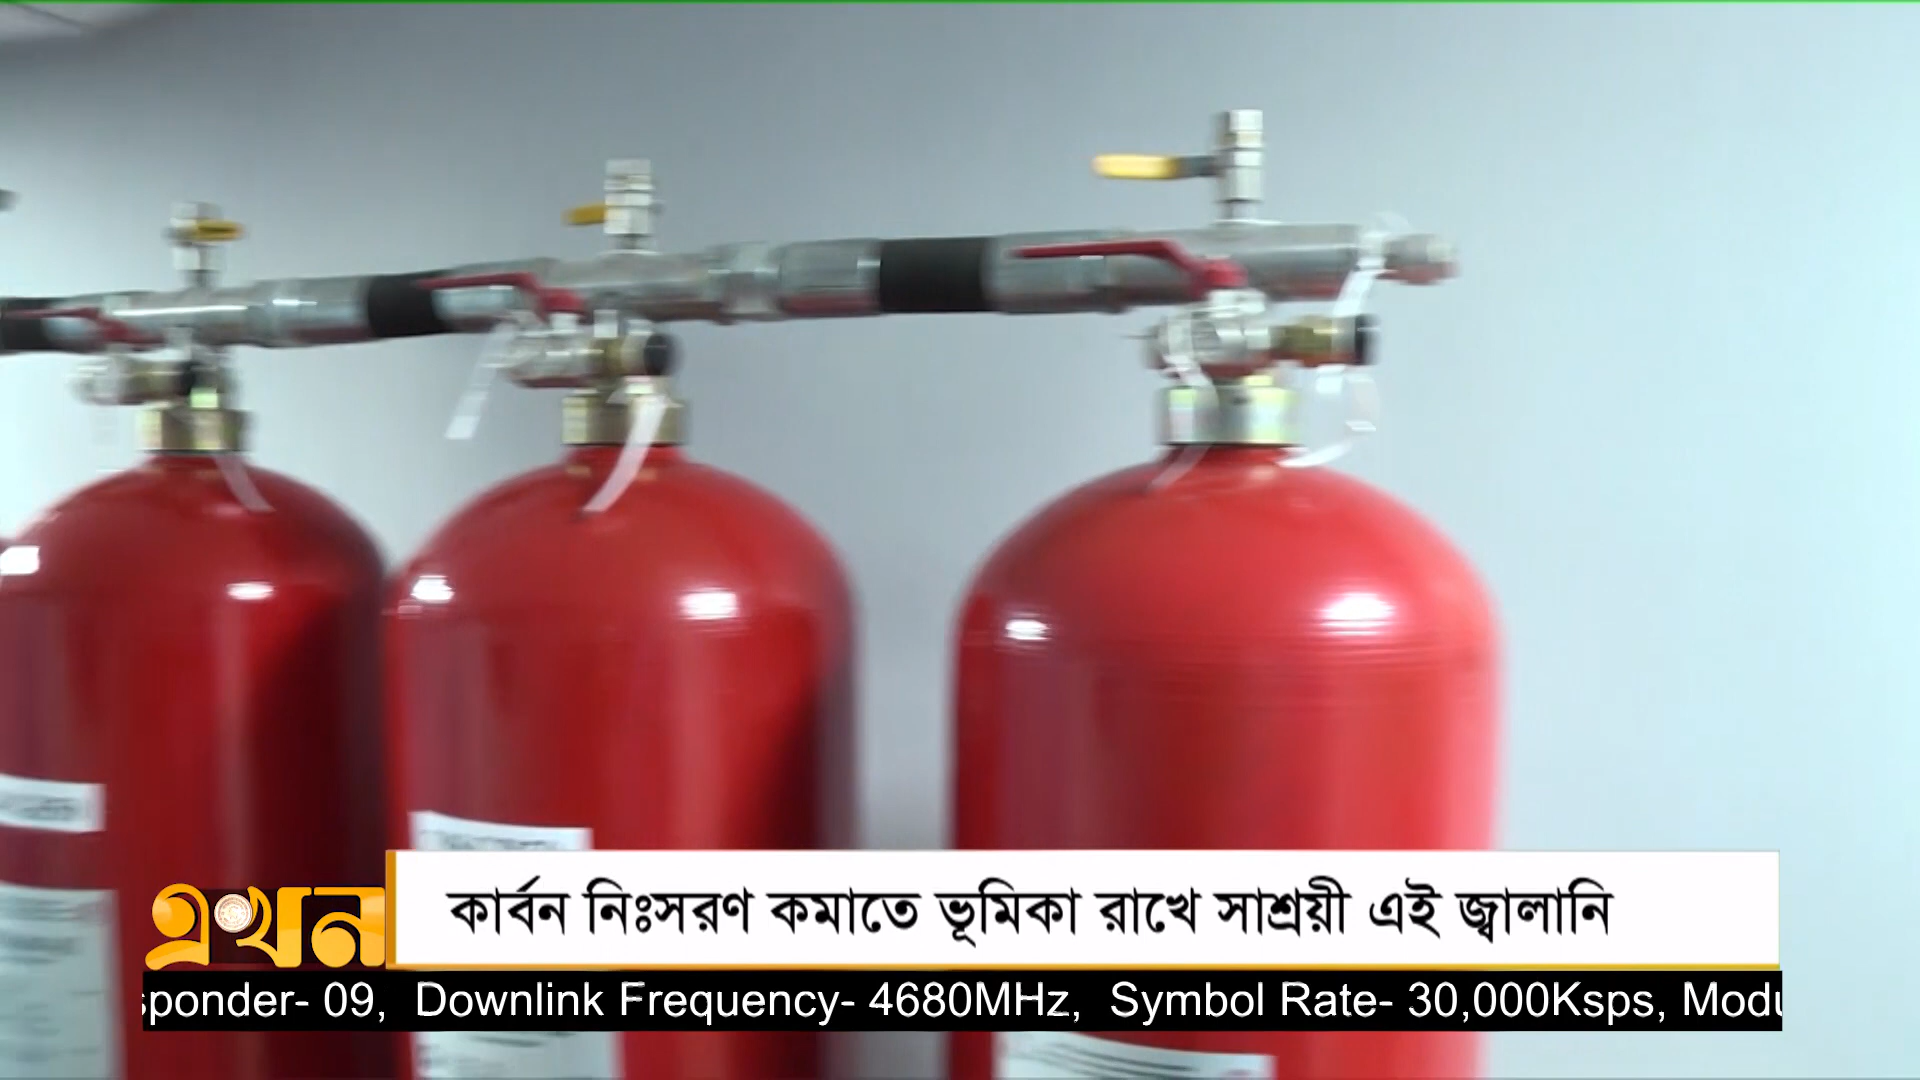 কার্বন নিঃসরণ কমাতে ভূমিকা রাখে সাশ্রয়ী এই জ্বালানি
এখন
sponder- 09, Downlink Frequency- 4680MHz, Symbol Rate- 30,000Ksps, Modu